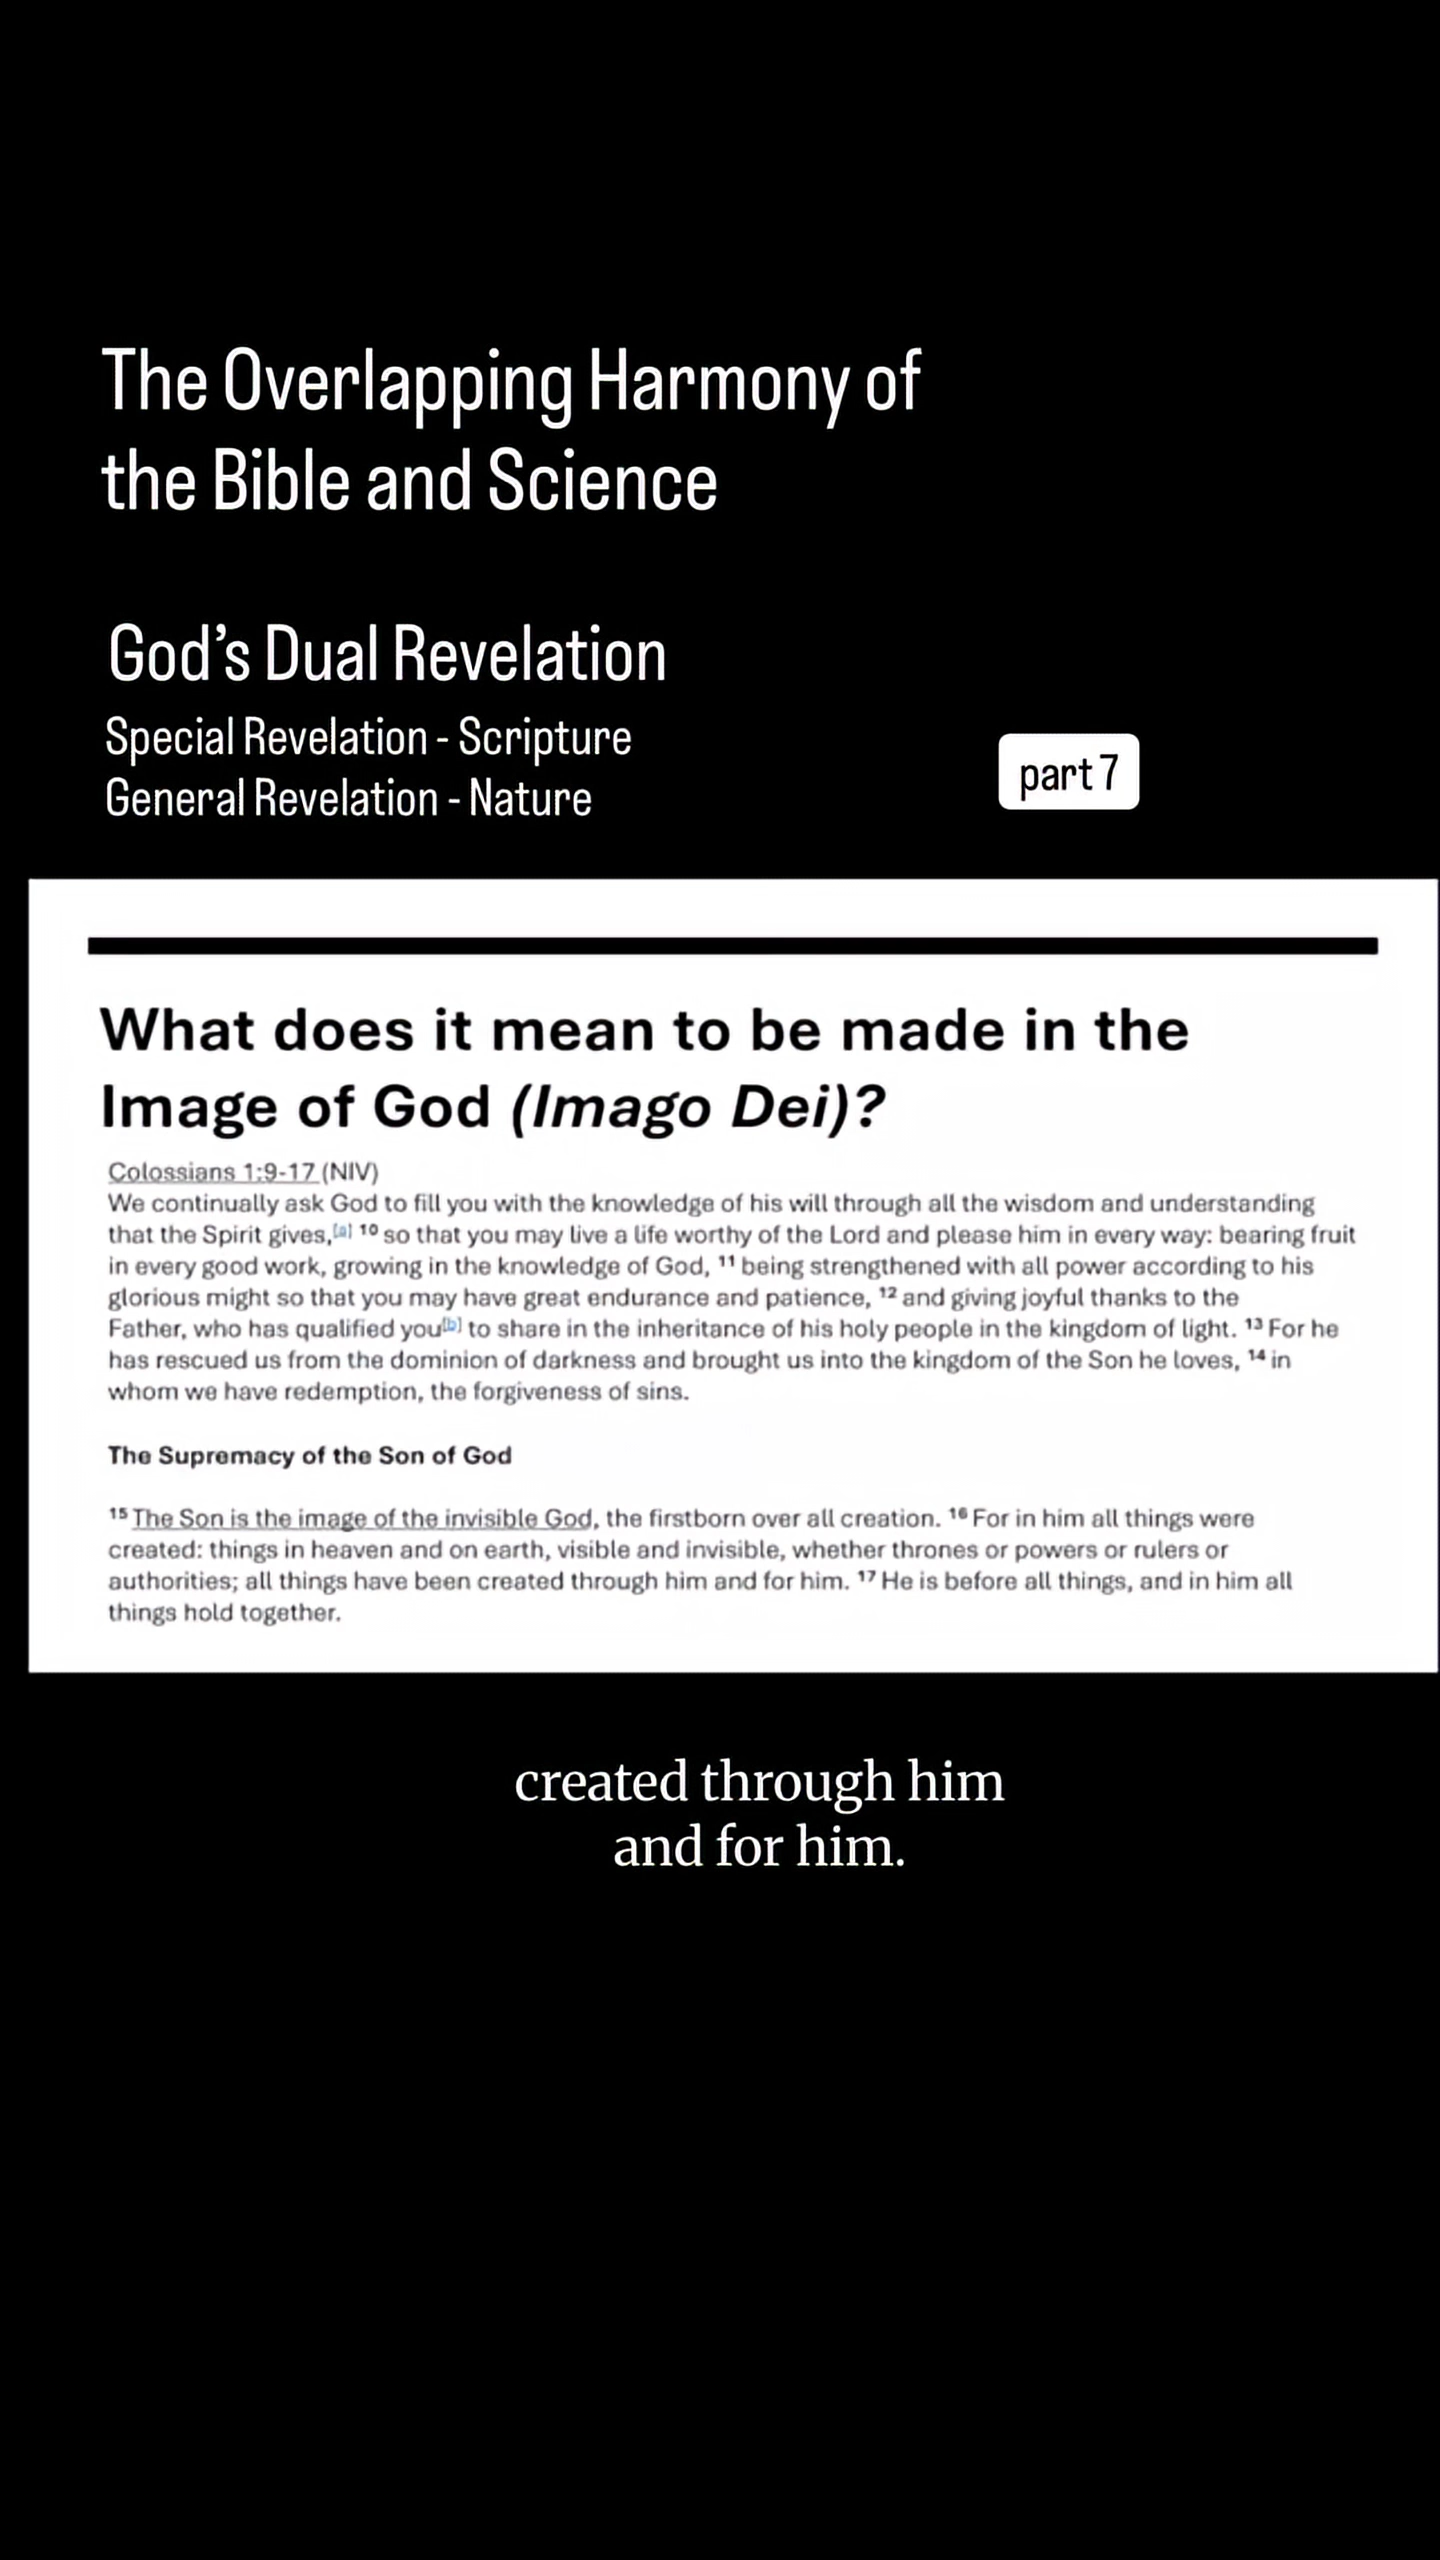 The Overlapping Harmony of
the Bible and Science
God's Dual Revelation
Special Revelation - Scripture
General Revelation - Nature
part 7
What does it mean to be made in the
Image of God (Imago Dei)?
Colossians 1:9-17 (NIV)
We continually ask God to fill you with the knowledge of his will through all the wisdom and understanding
that the Spirit gives,[a] 10 so that you may live a life worthy of the Lord and please him in every way: bearing fruit
in every good work, growing in the knowledge of God, 11 being strengthened with all power according to his
glorious might so that you may have great endurance and patience, 12 and giving joyful thanks to the
Father, who has qualified you[b] to share in the inheritance of his holy people in the kingdom of light. 13 For he
has rescued us from the dominion of darkness and brought us into the kingdom of the Son he loves, 14 in
whom we have redemption, the forgiveness of sins.
The Supremacy of the Son of God
15 The Son is the image of the invisible God, the firstborn over all creation. 16 For in him all things were
created: things in heaven and on earth, visible and invisible, whether thrones or powers or rulers or
authorities; all things have been created through him and for him. 17 He is before all things, and in him all
things hold together.
created through him
and for him.